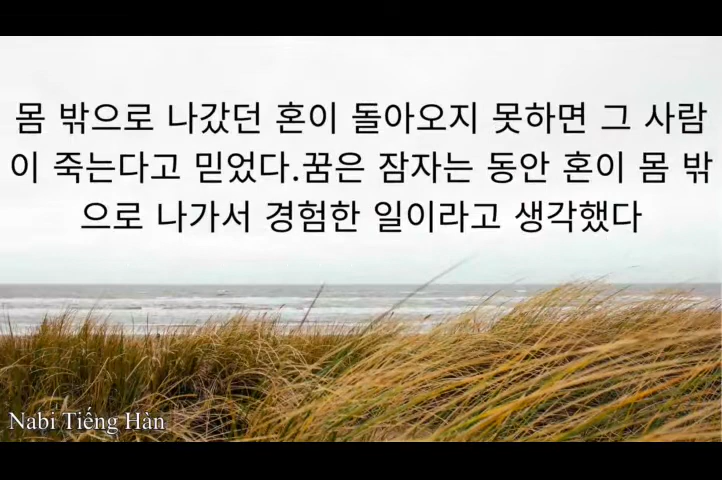 몸 밖으로 나갔던 혼이 돌아오지 못하면 그 사람
이 죽는다고 믿었다.꿈은 잠자는 동안 혼이 몸 밖
으로 나가서 경험한 일이라고 생각했다
Nabi Tiếng Hàn